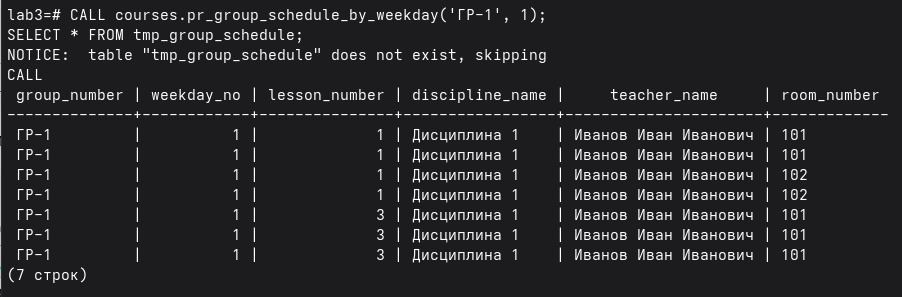 lab3=# CALL courses.pr_group_schedule_by_weekday('ГР-1', 1);
SELECT * FROM tmp_group_schedule;
NOTICE:  table "tmp_group_schedule" does not exist, skipping
CALL
 group_number | weekday_no | lesson_number | discipline_name |     teacher_name     | room_number
--------------+------------+---------------+-----------------+----------------------+-------------
 ГР-1         |          1 |             1 | Дисциплина 1    | Иванов Иван Иванович | 101
 ГР-1         |          1 |             1 | Дисциплина 1    | Иванов Иван Иванович | 101
 ГР-1         |          1 |             1 | Дисциплина 1    | Иванов Иван Иванович | 102
 ГР-1         |          1 |             1 | Дисциплина 1    | Иванов Иван Иванович | 102
 ГР-1         |          1 |             3 | Дисциплина 1    | Иванов Иван Иванович | 101
 ГР-1         |          1 |             3 | Дисциплина 1    | Иванов Иван Иванович | 101
 ГР-1         |          1 |             3 | Дисциплина 1    | Иванов Иван Иванович | 101
(7 строк)